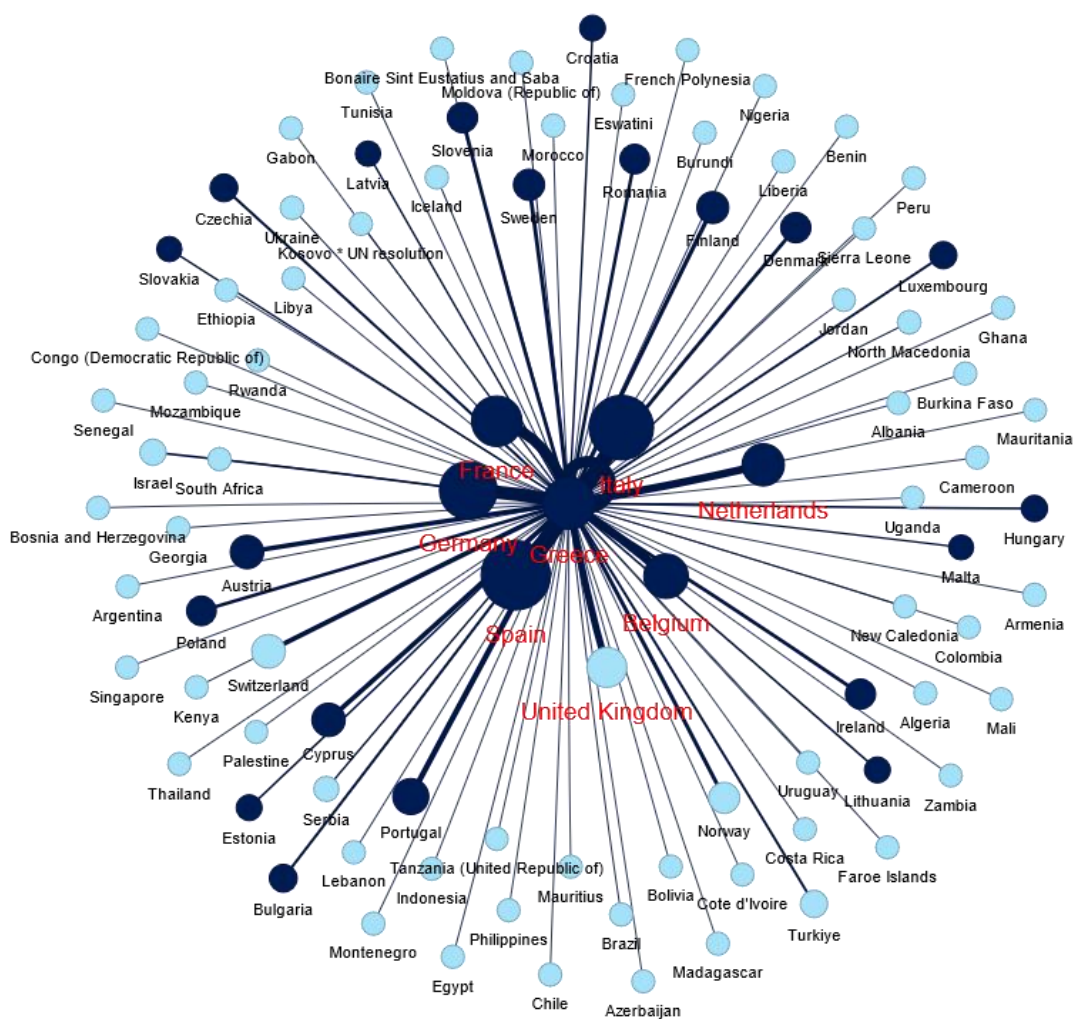 Croatia
Bonaire Sint Eustatius and Saba
French Polynesia
Moldova (Republic of)
Tunisia
Eswatini
Nigeria
Gabon
Slovenia
Morocco
Burundi
Benin
Latvia
Iceland
Romania
Liberia
Czechia
Sweden
Peru
Ukraine
Kosovo * UN resolution
Finland
Denmark
Sierra Leone
Slovakia
Luxembourg
Ethiopia
Libya
Jordan
Ghana
Congo (Democratic Republic of)
North Macedonia
Rwanda
Mozambique
Burkina Faso
Senegal
Albania
Mauritania
France
Israel
South Africa
Italy
Cameroon
Netherlands
Uganda
Bosnia and Herzegovina
Hungary
Germany
Greece
Georgia
Austria
Malta
Argentina
Poland
Spain
Belgium
New Caledonia
Armenia
Colombia
Singapore
Switzerland
Kenya
United Kingdom
Ireland
Algeria
Mali
Palestine
Cyprus
Thailand
Uruguay
Lithuania
Zambia
Estonia
Serbia
Portugal
Norway
Costa Rica
Faroe Islands
Lebanon
Tanzania (United Republic of)
Indonesia
Mauritius
Bolivia
Cote d'Ivoire
Bulgaria
Turkiye
Montenegro
Philippines
Brazil
Madagascar
Egypt
Chile
Azerbaijan